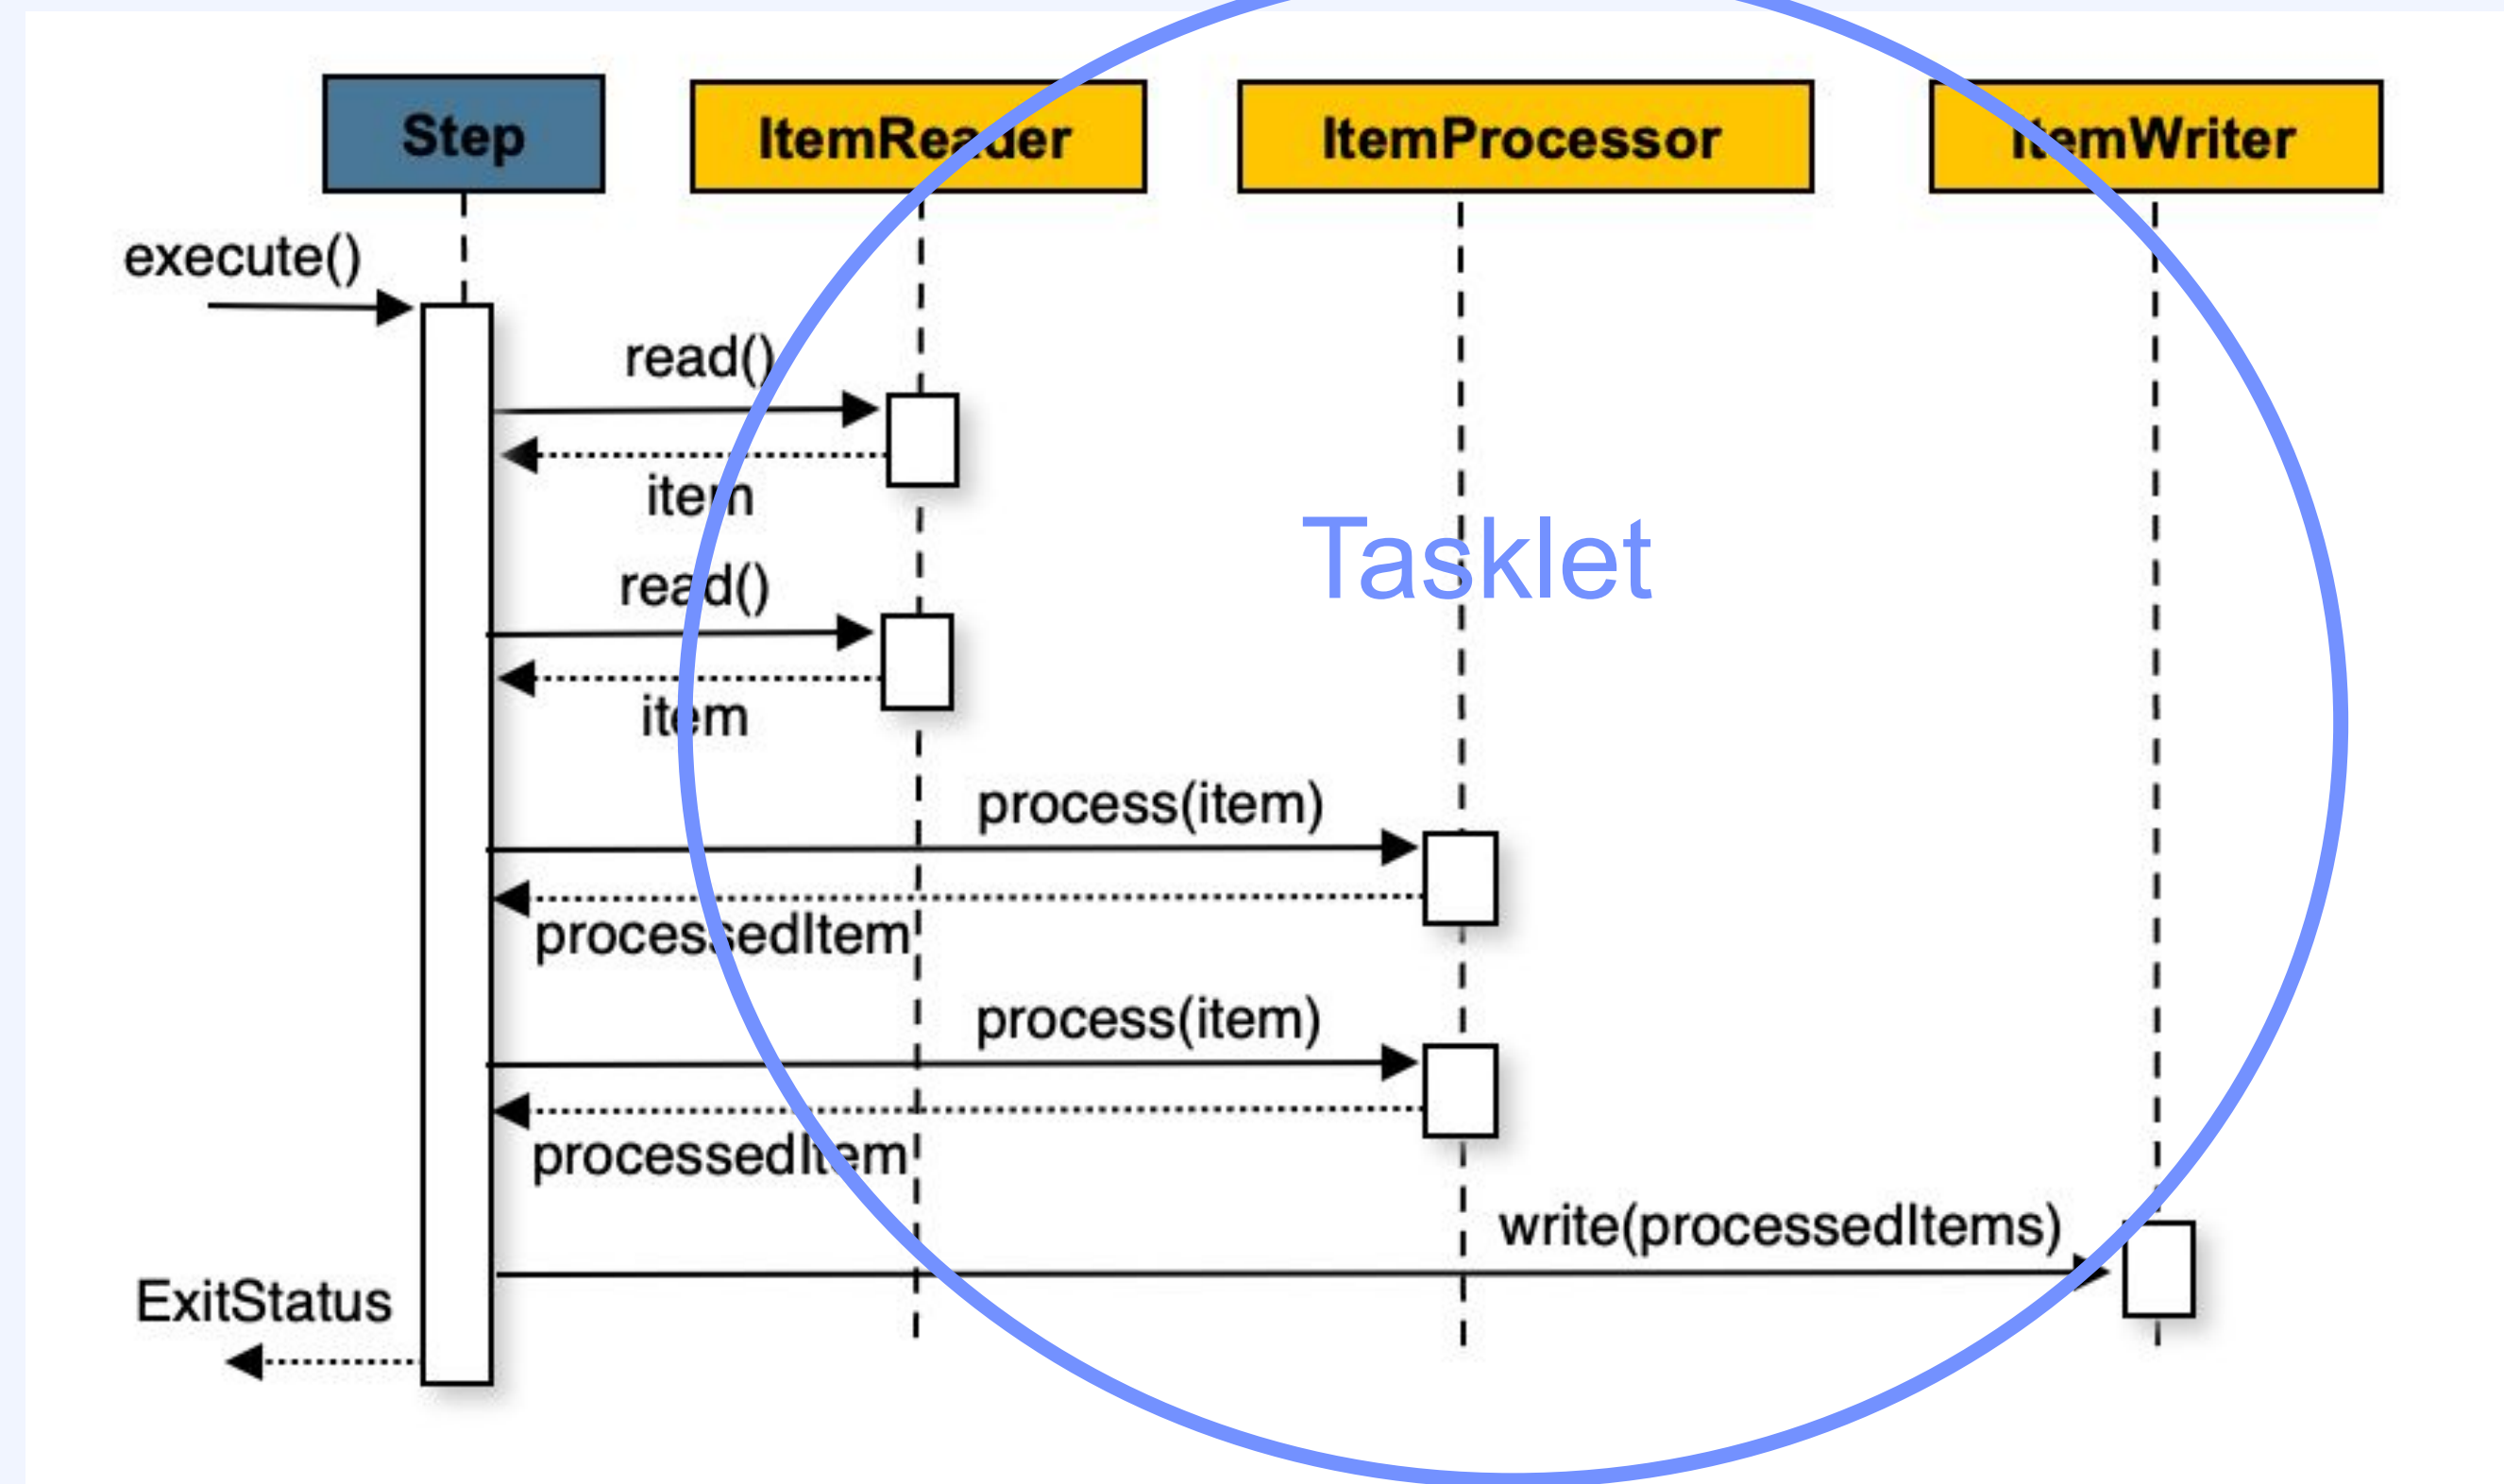 Step
ItemReader
ItemProcessor
ItemWriter
execute()
read()
item
Tasklet
read()
item
process(item)
processedItem
process(item)
processedItem
write(processedItems)
ExitStatus